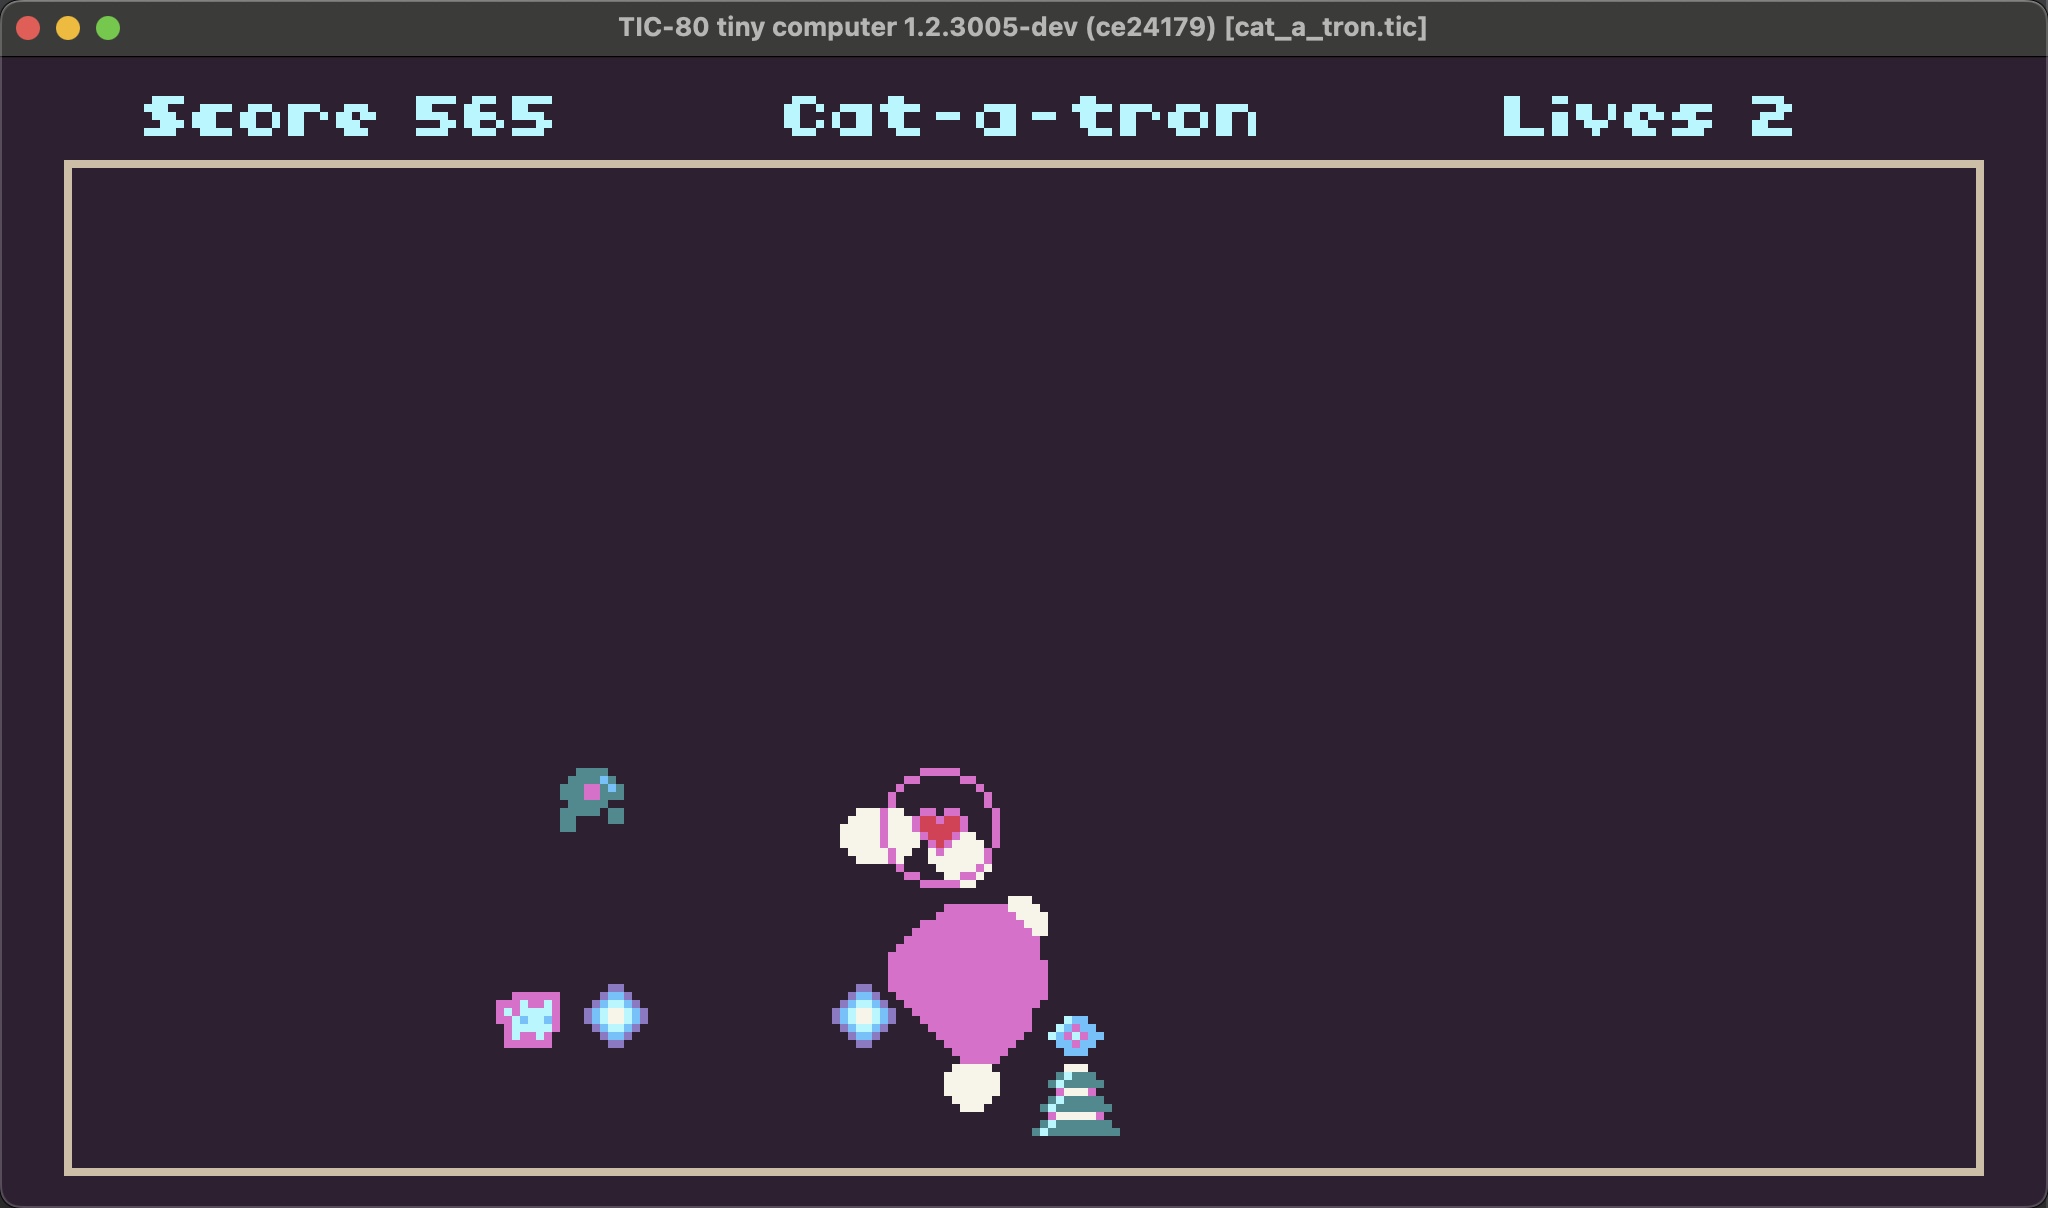 TIC-80 tiny computer 1.2.3005-dev (ce24179) [cat_a_tron.tic]
Score 565 Cat-a-tron Lives 2